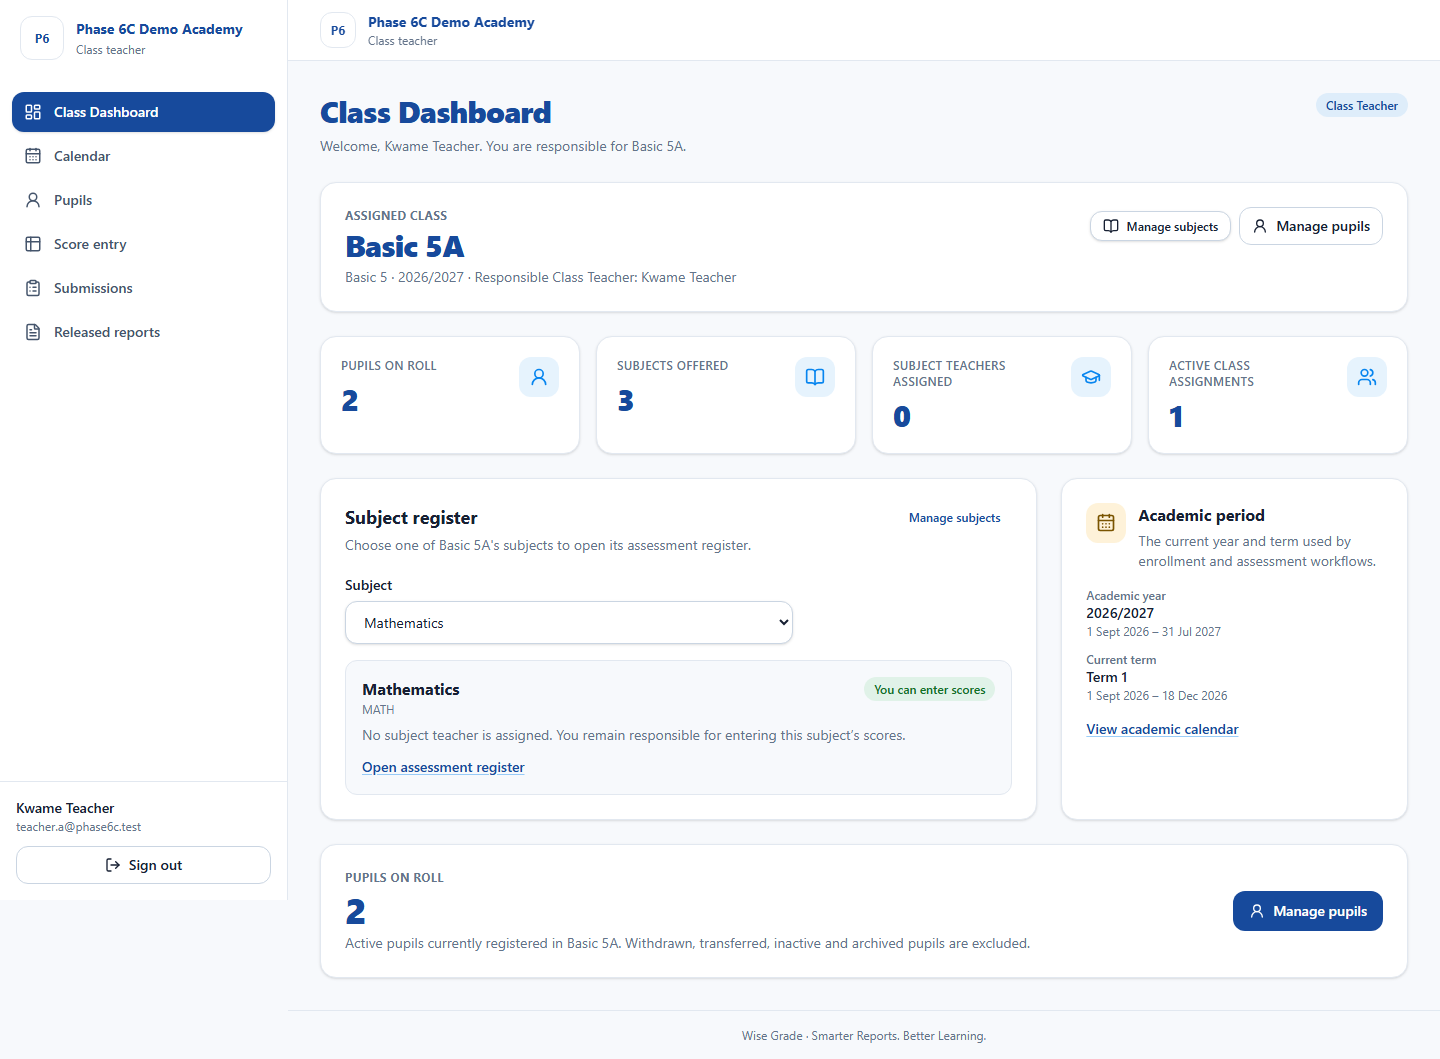 P6
Phase 6C Demo Academy
Class teacher
Class Dashboard
Calendar
Pupils
Score entry
Submissions
Released reports
Kwame Teacher
teacher.a@phase6c.test
Sign out
P6
Phase 6C Demo Academy
Class teacher
Class Dashboard
Class Teacher
Welcome, Kwame Teacher. You are responsible for Basic 5A.
ASSIGNED CLASS
Basic 5A
Basic 5 · 2026/2027 · Responsible Class Teacher: Kwame Teacher
Manage subjects
Manage pupils
PUPILS ON ROLL
2
SUBJECTS OFFERED
3
SUBJECT TEACHERS
ASSIGNED
0
ACTIVE CLASS
ASSIGNMENTS
1
Subject register
Manage subjects
Choose one of Basic 5A's subjects to open its assessment register.
Subject
Mathematics
Mathematics
You can enter scores
MATH
No subject teacher is assigned. You remain responsible for entering this subject's scores.
Open assessment register
Academic period
The current year and term used by
enrollment and assessment workflows.
Academic year
2026/2027
1 Sept 2026 – 31 Jul 2027
Current term
Term 1
1 Sept 2026 – 18 Dec 2026
View academic calendar
PUPILS ON ROLL
2
Active pupils currently registered in Basic 5A. Withdrawn, transferred, inactive and archived pupils are excluded.
Manage pupils
Wise Grade · Smarter Reports. Better Learning.